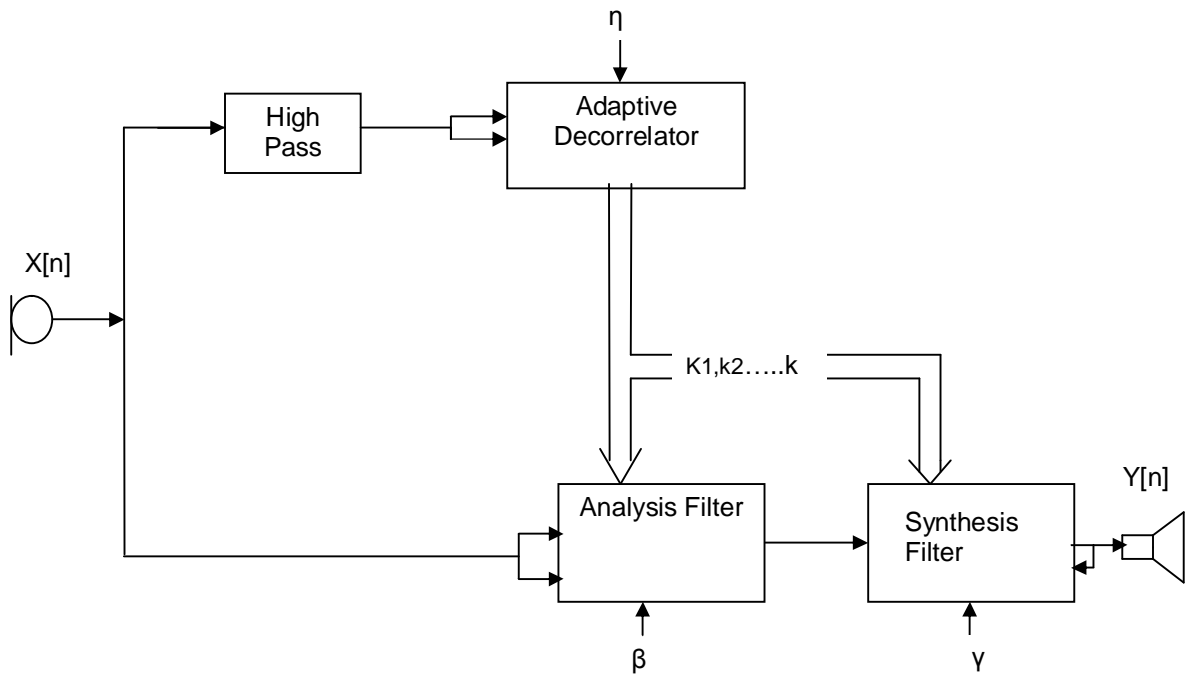 η
High
Pass
Adaptive
Decorrelator
X[n]
K1,k2…..k
Analysis Filter
Synthesis
Filter
Y[n]
β
γ